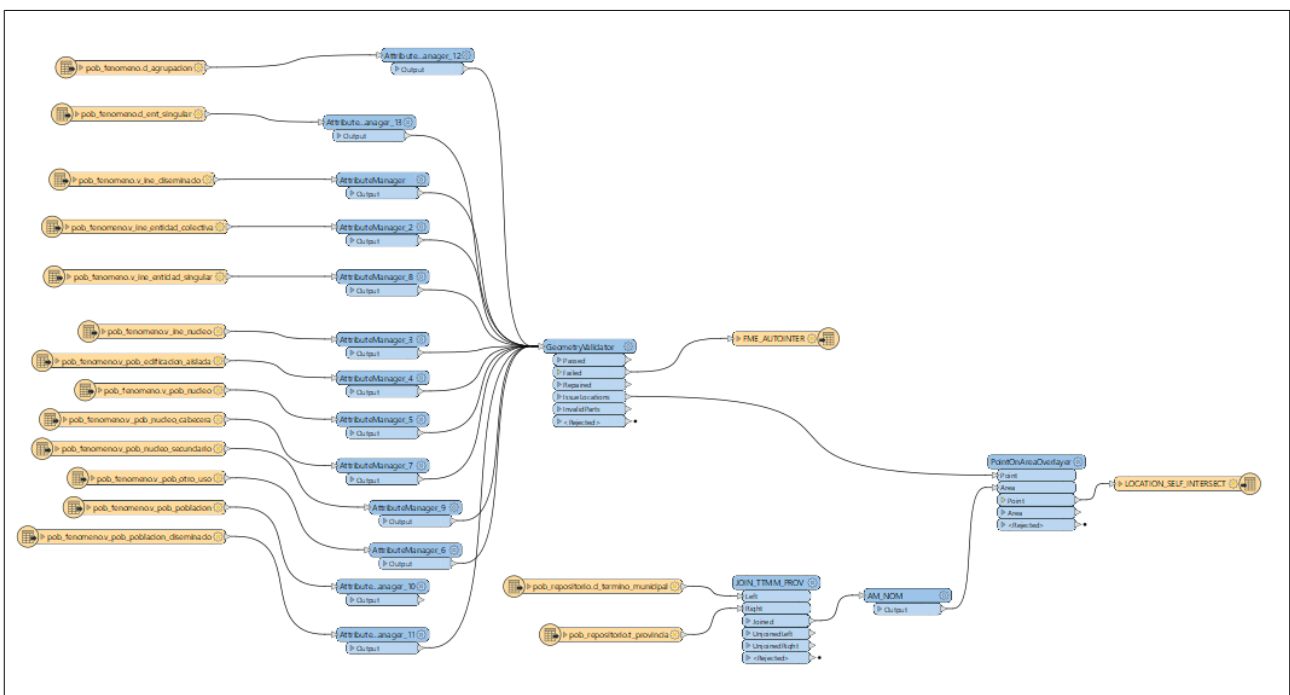 pob_fenomeno.d_agrupacion
Attribute...anager_12
Output
pob_fenomeno.d_ent_singular
Attribute...anager_13
Output
pob_fenomeno.v_ine_diseminado
AttributeManager
Output
pob_fenomeno.v_ine_entidad_colectiva
AttributeManager_2
Output
pob_fenomeno.v_ine_entidad_singular
AttributeManager_8
Output
pob_fenomeno.v_ine_nucleo
AttributeManager_3
Output
pob_fenomeno.v_pob_edificacion_aislada
AttributeManager_4
Output
pob_fenomeno.v_pob_nucleo
AttributeManager_5
Output
pob_fenomeno.v_pob_nucleo_cabecera
AttributeManager_7
Output
pob_fenomeno.v_pob_nucleo_secundario
AttributeManager_9
Output
pob_fenomeno.v_pob_otro_uso
AttributeManager_6
Output
pob_fenomeno.v_pob_poblacion
Attribute...anager_10
Output
pob_fenomeno.v_pob_poblacion_diseminado
Attribute...anager_11
Output
GeometryValidator
Passed
Failed
Repaired
IssueLocations
InvalidParts
<Rejected>
FME_AUTOINTER
PointOnAreaOverlayer
Point
Area
Point
Area
<Rejected>
LOCATION_SELF_INTERSECT
pob_repositorio.d_termino_municipal
pob_repositorio.t_provincia
JOIN_TTMM_PROV
Left
Right
Joined
UnjoinedLeft
UnjoinedRight
<Rejected>
AM_NOM
Output